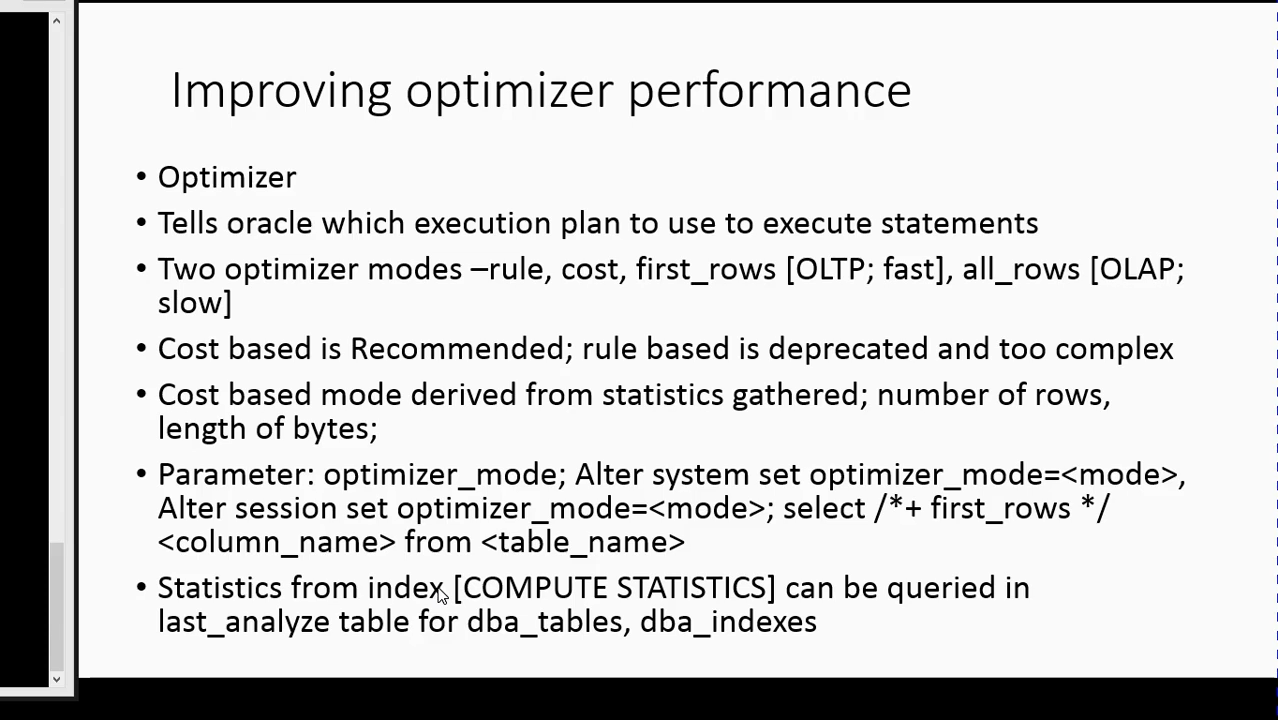 Improving optimizer performance
• Optimizer
• Tells oracle which execution plan to use to execute statements
• Two optimizer modes –rule, cost, first_rows [OLTP; fast], all_rows [OLAP;
slow]
• Cost based is Recommended; rule based is deprecated and too complex
• Cost based mode derived from statistics gathered; number of rows,
length of bytes;
• Parameter: optimizer_mode; Alter system set optimizer_mode=<mode>,
Alter session set optimizer_mode=<mode>; select /*+ first_rows */
<column_name> from <table_name>
• Statistics from index [COMPUTE STATISTICS] can be queried in
last_analyze table for dba_tables, dba_indexes